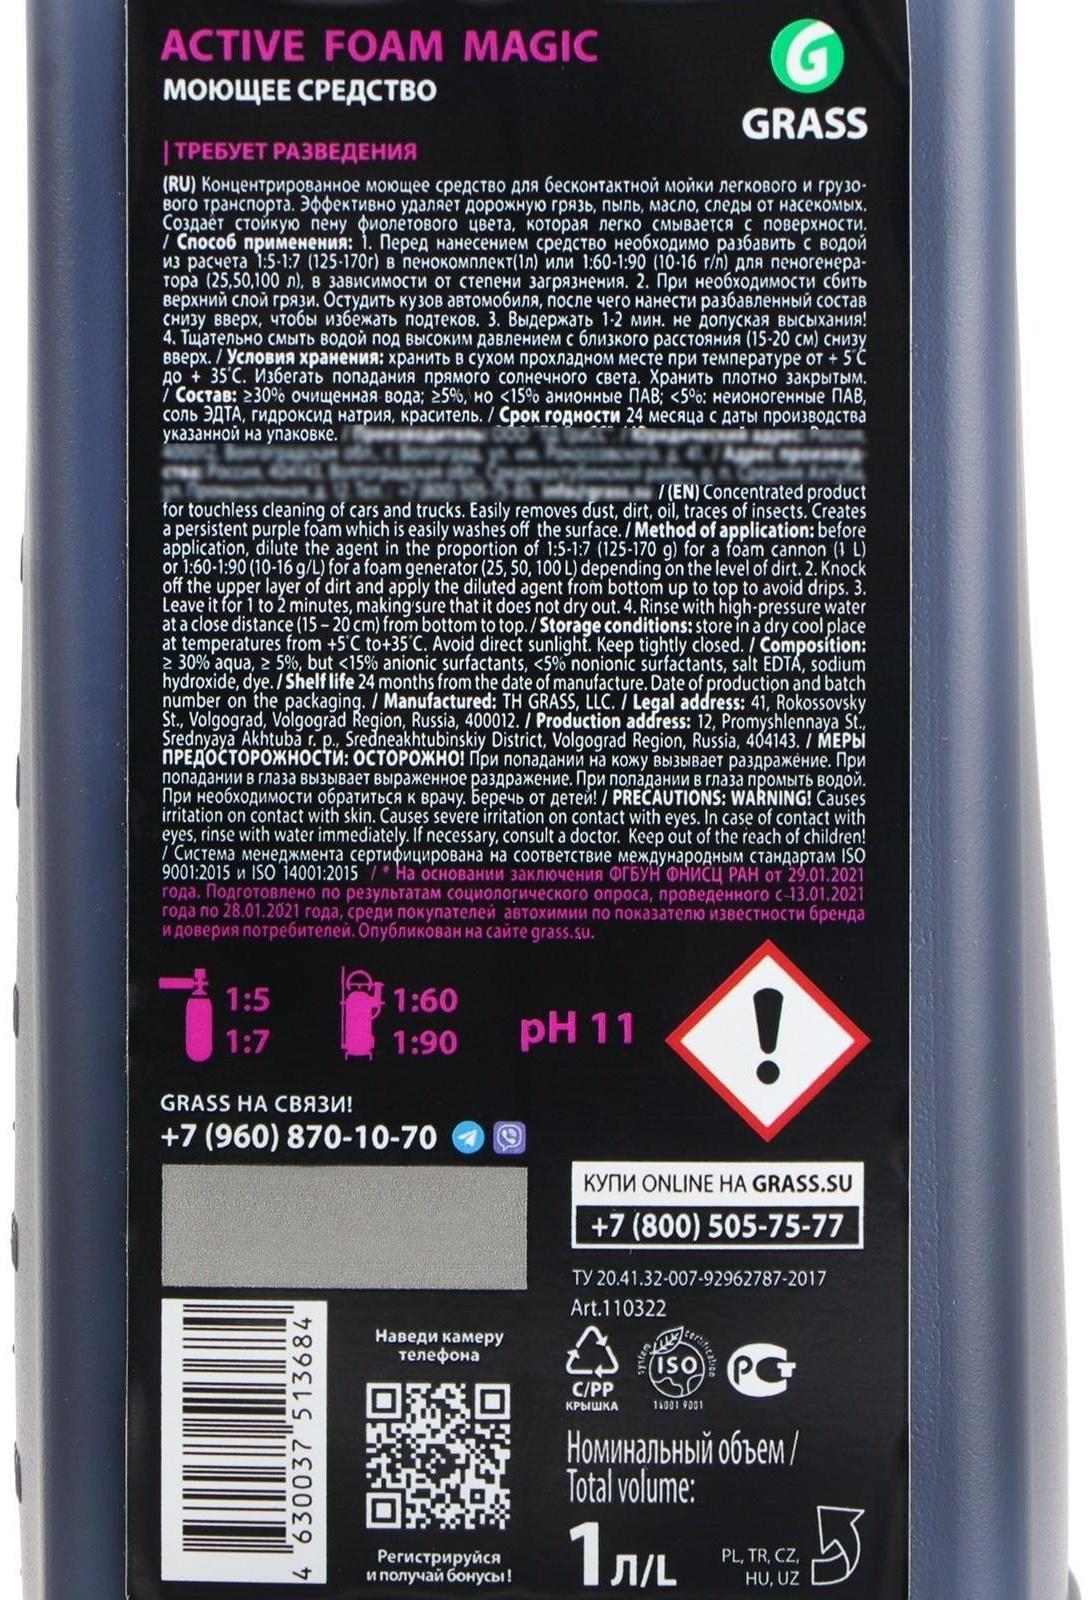 ACTIVE FOAM MAGIC
МОЮЩЕЕ СРЕДСТВО
G
GRASS
| ТРЕБУЕТ РАЗВЕДЕНИЯ
(RU) Концентрированное моющее средство для бесконтактной мойки легкового и грузо-
вого транспорта. Эффективно удаляет дорожную грязь, пыль, масло, следы от насекомых.
Создает стойкую пену фиолетового цвета, которая легко смывается с поверхности.
/ Способ применения: 1. Перед нанесением средство необходимо разбавить с водой
из расчета 1:5-1:7 (125-170г) в пенокомплект(1л) или 1:60-1:90 (10-16 г/л) для пеногенера-
тора (25,50,100 л), в зависимости от степени загрязнения. 2. При необходимости сбить
верхний слой грязи. Остудить кузов автомобиля, после чего нанести разбавленный состав
снизу вверх, чтобы избежать подтеков. 3. Выдержать 1-2 мин. не допуская высыхания!
4. Тщательно смыть водой под высоким давлением с близкого расстояния (15-20 см) снизу
вверх. / Условия хранения: хранить в сухом прохладном месте при температуре от + 5˚С
до + 35˚С. Избегать попадания прямого солнечного света. Хранить плотно закрытым.
/ Состав: ≥30% очищенная вода; ≥5%, но <15% анионные ПАВ; <5%: неионогенные ПАВ,
соль ЭДТА, гидроксид натрия, краситель. / Срок годности 24 месяца с даты производства
указанной на упаковке.
/ (EN) Concentrated product
for touchless cleaning of cars and trucks. Easily removes dust, dirt, oil, traces of insects. Creates
a persistent purple foam which is easily washes off the surface. / Method of application: before
application, dilute the agent in the proportion of 1:5-1:7 (125-170 g) for a foam cannon (1 L)
or 1:60-1:90 (10-16 g/L) for a foam generator (25, 50, 100 L) depending on the level of dirt. 2. Knock
off the upper layer of dirt and apply the diluted agent from bottom up to top to avoid drips. 3.
Leave it for 1 to 2 minutes, making sure that it does not dry out. 4. Rinse with high-pressure water
at a close distance (15 – 20 cm) from bottom to top. / Storage conditions: store in a dry cool place
at temperatures from +5˚C to+35˚C. Avoid direct sunlight. Keep tightly closed. / Composition:
≥ 30% aqua, ≥ 5%, but <15% anionic surfactants, <5% nonionic surfactants, salt EDTA, sodium
hydroxide, dye. / Shelf life 24 months from the date of manufacture. Date of production and batch
number on the packaging. / Manufactured: TH GRASS, LLC. / Legal address: 41, Rokossovsky
St., Volgograd, Volgograd Region, Russia, 400012. / Production address: 12, Promyshlennaya St.,
Srednyaya Akhtuba r. p., Sredneakhtubinskiy District, Volgograd Region, Russia, 404143. / МЕРЫ
ПРЕДОСТОРОЖНОСТИ: ОСТОРОЖНО! При попадании на кожу вызывает раздражение. При
попадании в глаза вызывает выраженное раздражение. При попадании в глаза промыть водой.
При необходимости обратиться к врачу. Беречь от детей! / PRECAUTIONS: WARNING! Causes
irritation on contact with skin. Causes severe irritation on contact with eyes. In case of contact with
eyes, rinse with water immediately. If necessary, consult a doctor. Keep out of the reach of children!
/ Система менеджмента сертифицирована на соответствие международным стандартам ISO
9001:2015 и ISO 14001:2015 / * На основании заключения ФГБУН ФНИСЦ РАН от 29.01.2021
года. Подготовлено по результатам социологического опроса, проведенного с 13.01.2021
года по 28.01.2021 года, среди покупателей автохимии по показателю известности бренда
и доверия потребителей. Опубликован на сайте grass.su.
1:5
1:7
1:60
1:90
pH 11
GRASS НА СВЯЗИ!
+7 (960) 870-10-70
КУПИ ONLINE НА GRASS.SU
+7 (800) 505-75-77
ТУ 20.41.32-007-92962787-2017
Art.110322
4 630037 513684
Наведи камеру
телефона
Регистрируйся
и получай бонусы!
C/PP
КРЫШКА
system certification
ISO
14001 9001
РСТ
Номинальный объем /
Total volume:
1 Л/L
PL, TR, CZ,
HU, UZ